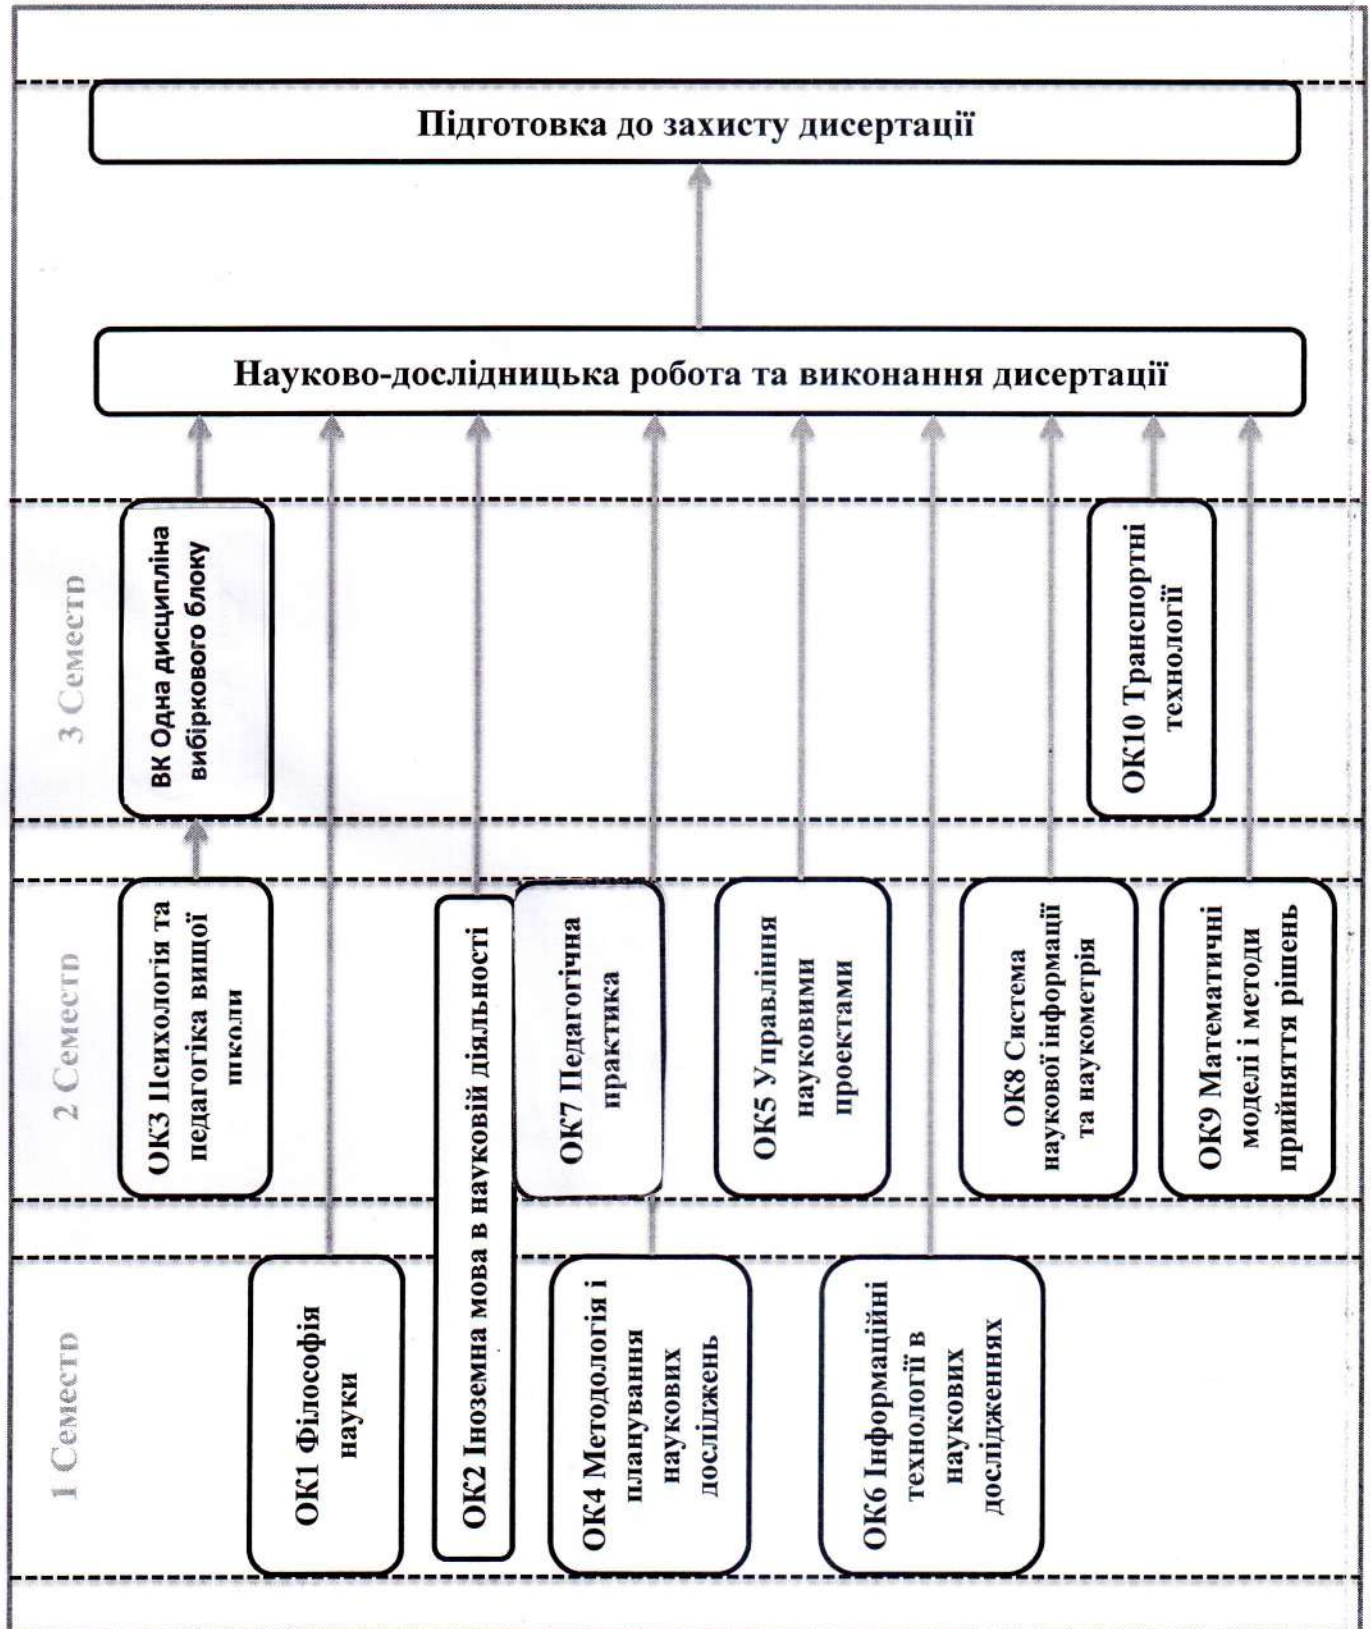 Підготовка до захисту дисертації
Науково-дослідницька робота та виконання дисертації
3 Семестр
ВК Одна дисципліна
вибіркового блоку
ОК10 Транспортні
технології
2 Семестр
ОК3 Психологія та
педагогіка вищої
школи
ОК7 Педагогічна
практика
ОК5 Управління
науковими
проектами
ОК8 Система
наукової інформації
та наукометрія
ОК9 Математичні
моделі і методи
прийняття рішень
ОК2 Іноземна мова в науковій діяльності
1 Семестр
ОК1 Філософія
науки
ОК4 Методологія і
планування
наукових
досліджень
ОК6 Інформаційні
технології в
наукових
дослідженнях